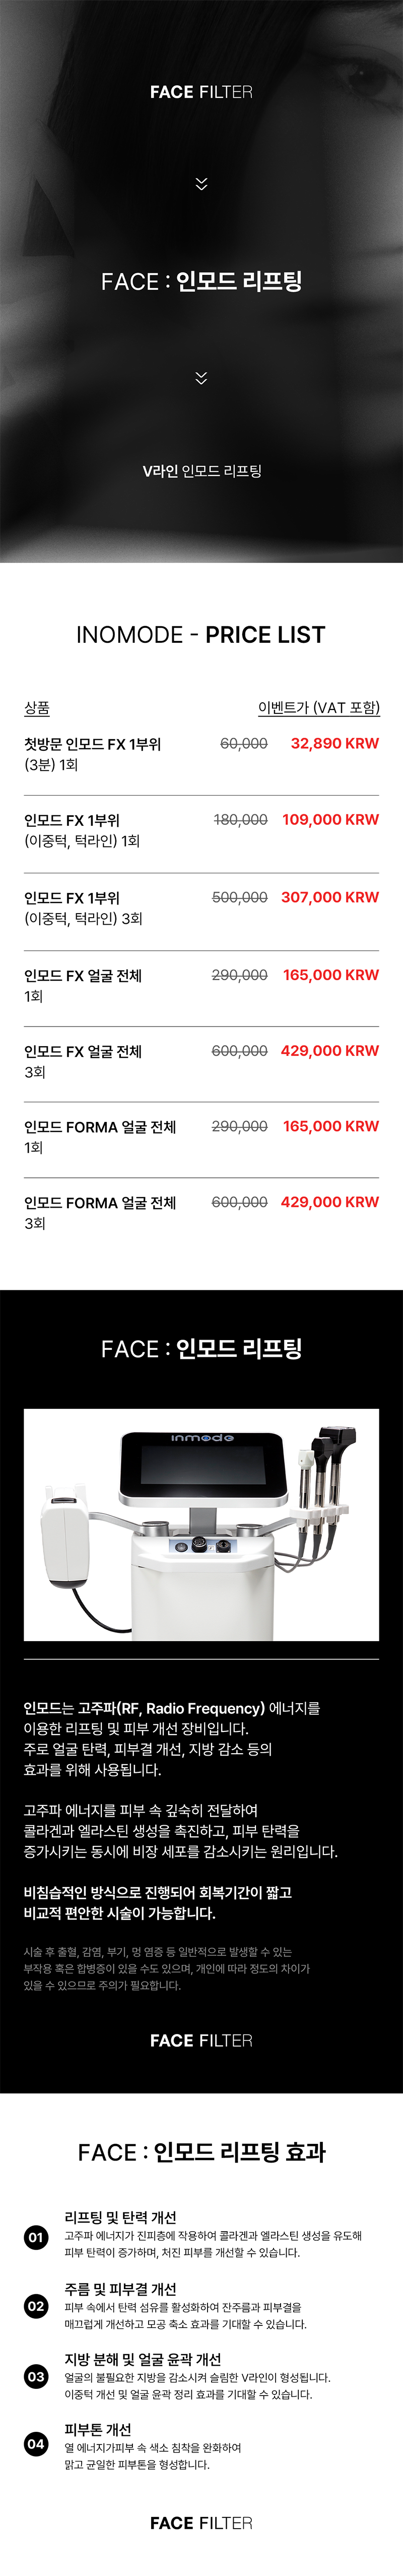 FACE FILTER
FACE : 인모드 리프팅
V라인 인모드 리프팅
INOMODE - PRICE LIST
상품 이벤트가 (VAT 포함)
첫방문 인모드 FX 1부위 60,000 32,890 KRW
(3분) 1회
인모드 FX 1부위 180,000 109,000 KRW
(이중턱, 턱라인) 1회
인모드 FX 1부위 500,000 307,000 KRW
(이중턱, 턱라인) 3회
인모드 FX 얼굴 전체 290,000 165,000 KRW
1회
인모드 FX 얼굴 전체 600,000 429,000 KRW
3회
인모드 FORMA 얼굴 전체 290,000 165,000 KRW
1회
인모드 FORMA 얼굴 전체 600,000 429,000 KRW
3회
FACE : 인모드 리프팅
inmode
인모드는 고주파(RF, Radio Frequency) 에너지를
이용한 리프팅 및 피부 개선 장비입니다.
주로 얼굴 탄력, 피부결 개선, 지방 감소 등의
효과를 위해 사용됩니다.
고주파 에너지를 피부 속 깊숙히 전달하여
콜라겐과 엘라스틴 생성을 촉진하고, 피부 탄력을
증가시키는 동시에 비장 세포를 감소시키는 원리입니다.
비침습적인 방식으로 진행되어 회복기간이 짧고
비교적 편안한 시술이 가능합니다.
시술 후 출혈, 감염, 부기, 멍 염증 등 일반적으로 발생할 수 있는
부작용 혹은 합병증이 있을 수도 있으며, 개인에 따라 정도의 차이가
있을 수 있으므로 주의가 필요합니다.
FACE FILTER
FACE : 인모드 리프팅 효과
01 리프팅 및 탄력 개선
고주파 에너지가 진피층에 작용하여 콜라겐과 엘라스틴 생성을 유도해
피부 탄력이 증가하며, 처진 피부를 개선할 수 있습니다.
02 주름 및 피부결 개선
피부 속에서 탄력 섬유를 활성화하여 잔주름과 피부결을
매끄럽게 개선하고 모공 축소 효과를 기대할 수 있습니다.
03 지방 분해 및 얼굴 윤곽 개선
얼굴의 불필요한 지방을 감소시켜 슬림한 V라인이 형성됩니다.
이중턱 개선 및 얼굴 윤곽 정리 효과를 기대할 수 있습니다.
04 피부톤 개선
열 에너지가피부 속 색소 침착을 완화하여
맑고 균일한 피부톤을 형성합니다.
FACE FILTER